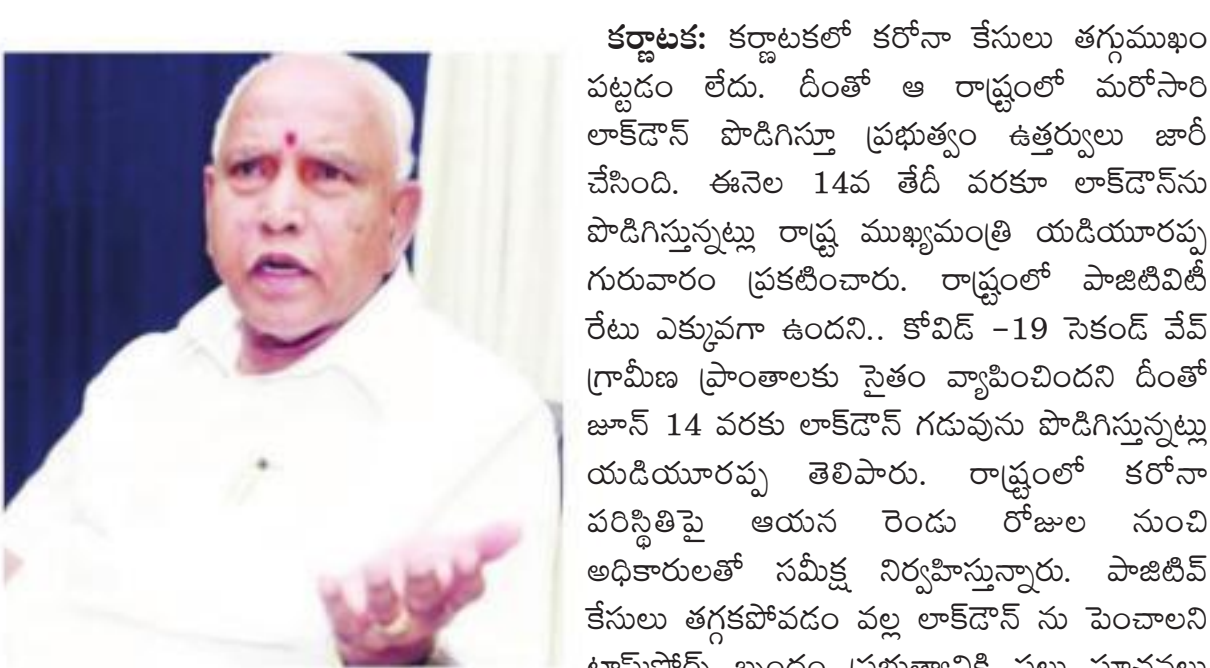 కర్ణాటక: కర్ణాటకలో కరోనా కేసులు తగ్గుముఖం
పట్టడం లేదు. దీంతో ఆ రాష్ట్రంలో మరోసారి
లాక్‌డౌన్ పొడిగిస్తూ ప్రభుత్వం ఉత్తర్వులు జారీ
చేసింది. ఈనెల 14వ తేదీ వరకూ లాక్‌డౌన్‌ను
పొడిగిస్తున్నట్లు రాష్ట్ర ముఖ్యమంత్రి యడియూరప్ప
గురువారం ప్రకటించారు. రాష్ట్రంలో పాజిటివిటీ
రేటు ఎక్కువగా ఉందని.. కోవిడ్ -19 సెకండ్ వేవ్
గ్రామీణ ప్రాంతాలకు సైతం వ్యాపించిందని దీంతో
జూన్ 14 వరకు లాక్‌డౌన్ గడువును పొడిగిస్తున్నట్లు
యడియూరప్ప తెలిపారు. రాష్ట్రంలో కరోనా
పరిస్థితిపై ఆయన రెండు రోజుల నుంచి
అధికారులతో సమీక్ష నిర్వహిస్తున్నారు. పాజిటివ్
కేసులు తగ్గకపోవడం వల్ల లాక్‌డౌన్ ను పెంచాలని